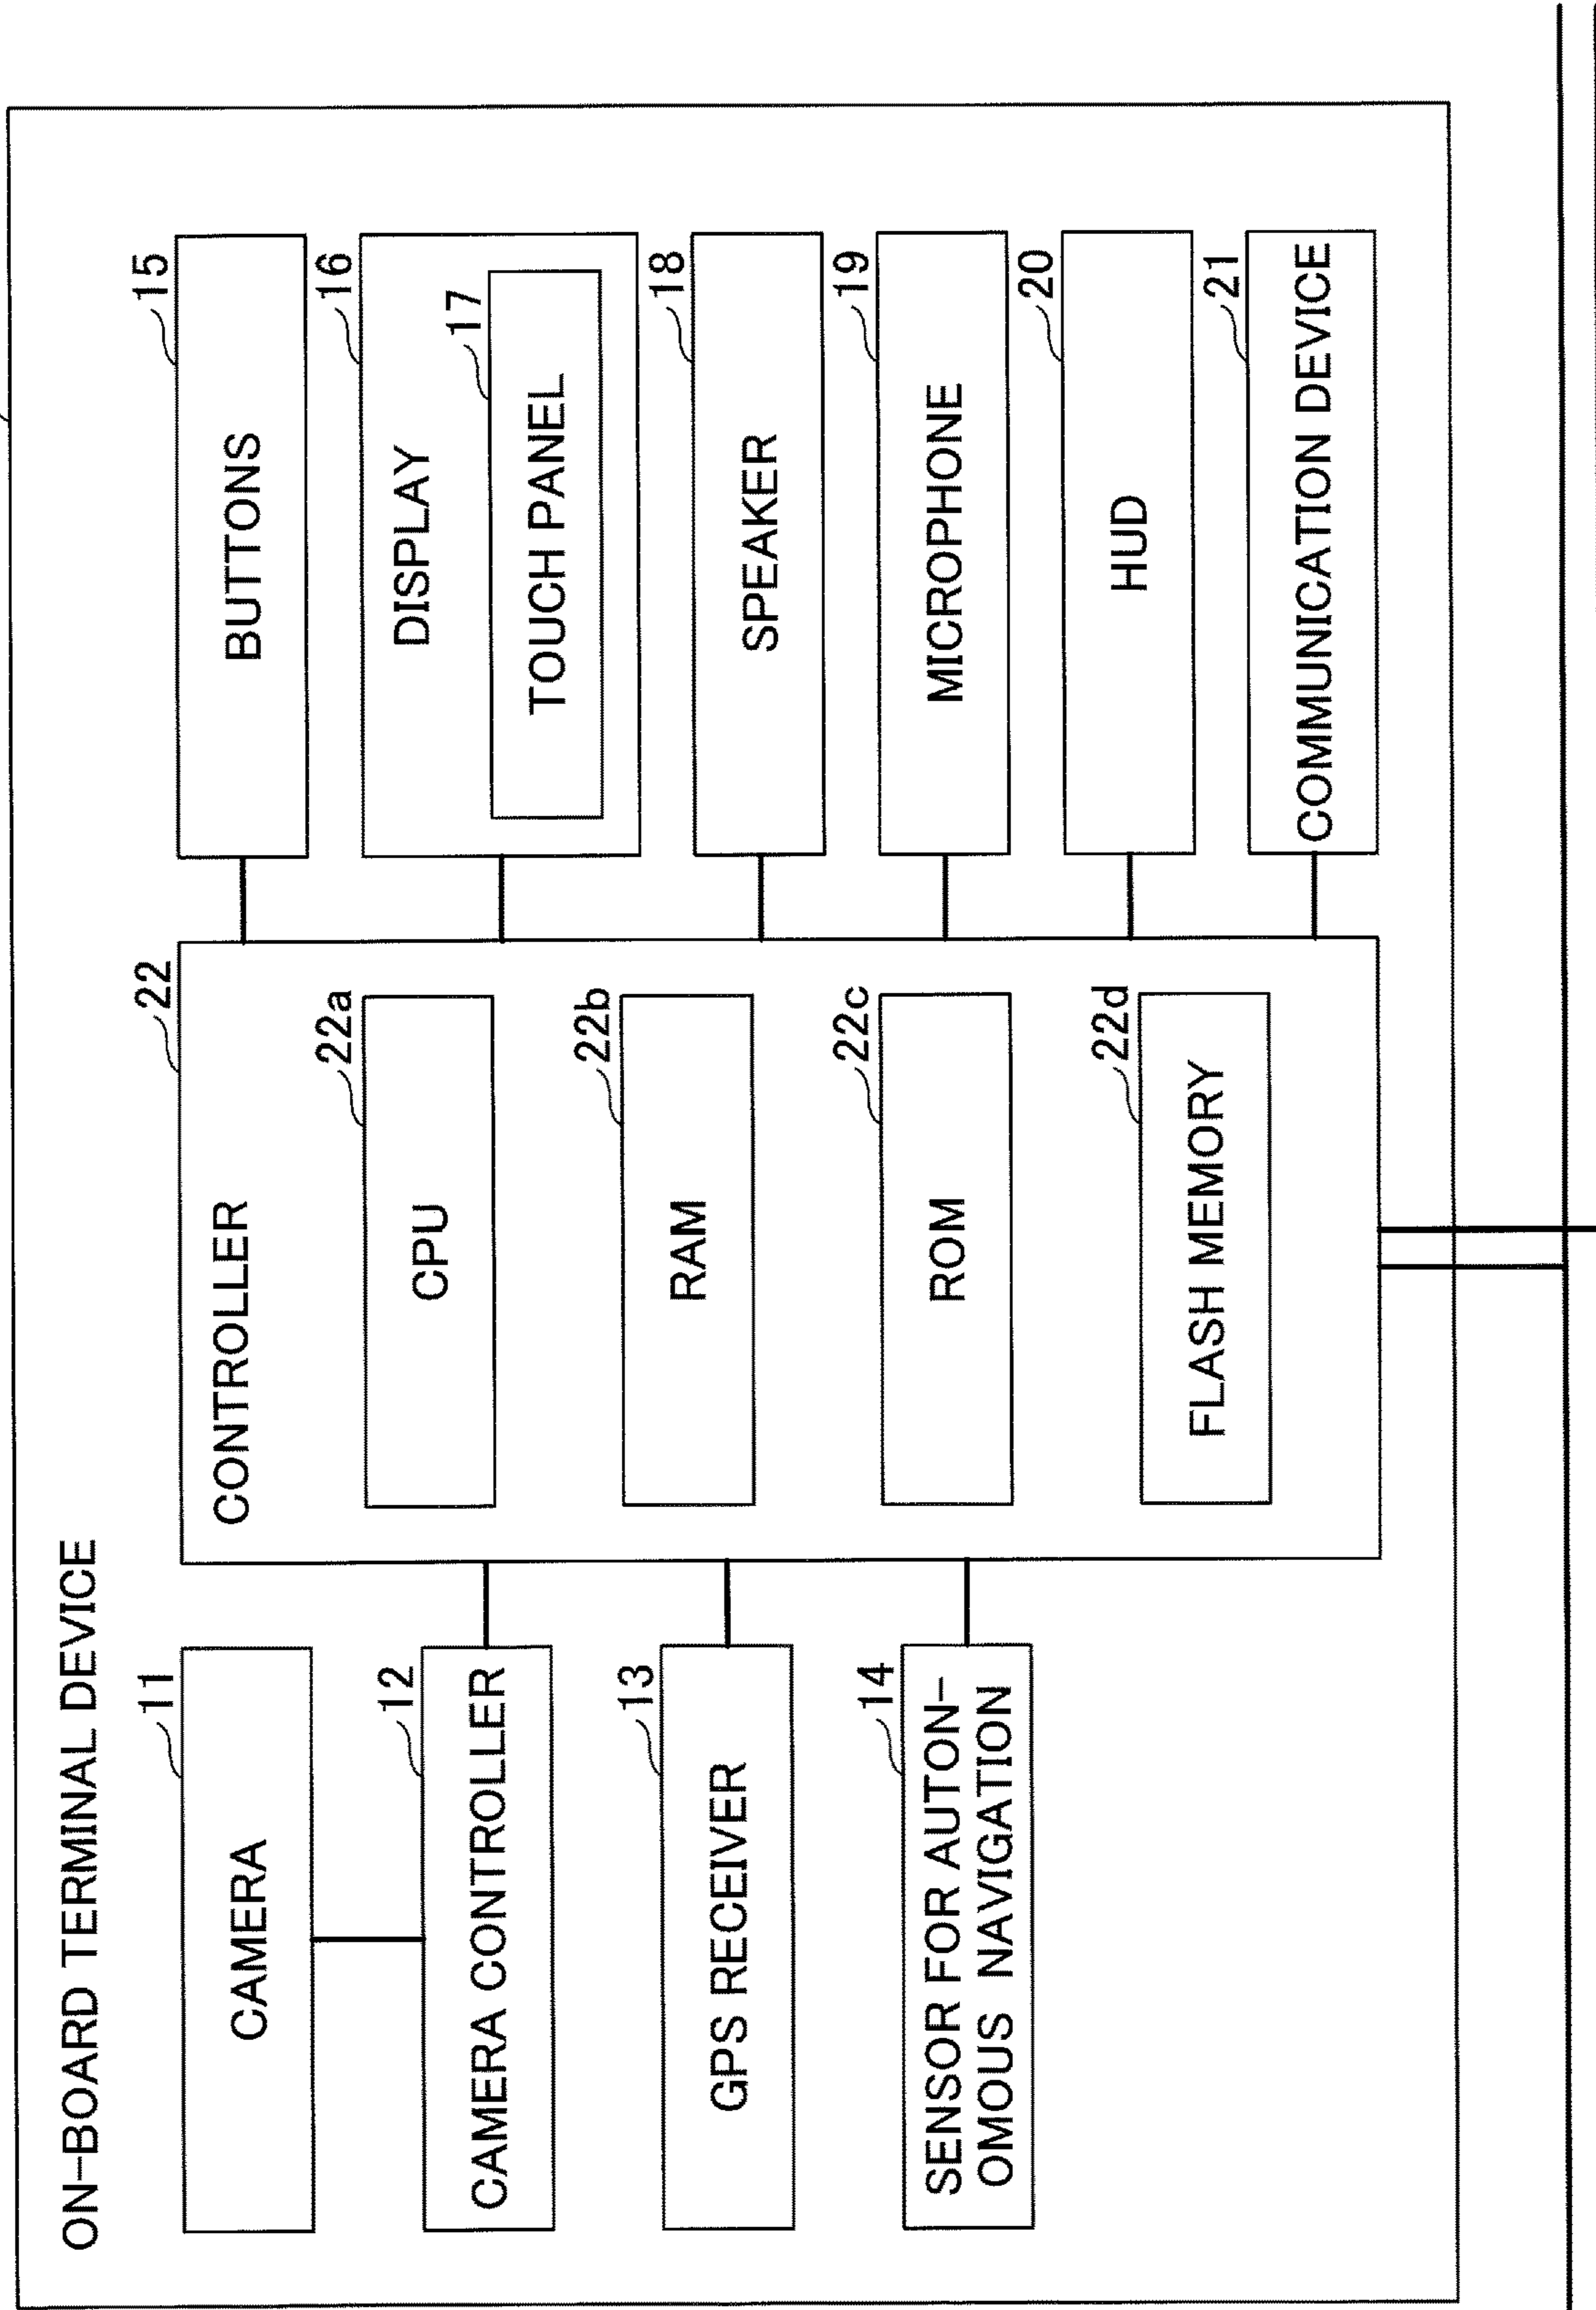 ON-BOARD TERMINAL DEVICE
11
CAMERA
12
CAMERA CONTROLLER
13
GPS RECEIVER
14
SENSOR FOR AUTON-
OMOUS NAVIGATION
22
CONTROLLER
22a
CPU
22b
RAM
22c
ROM
22d
FLASH MEMORY
15
BUTTONS
16
DISPLAY
17
TOUCH PANEL
18
SPEAKER
19
MICROPHONE
20
HUD
21
COMMUNICATION DEVICE